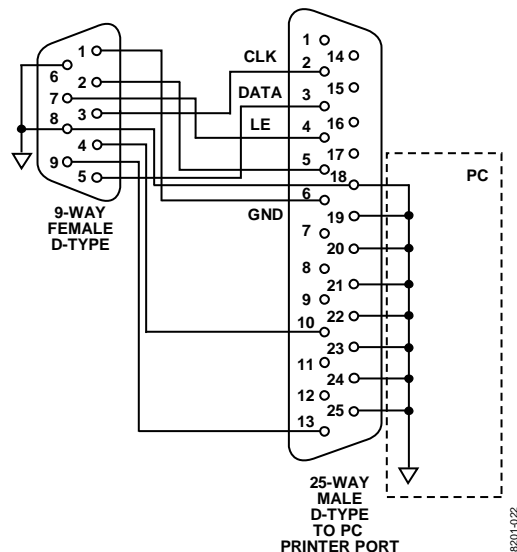 1
6
2
7
3
8
4
9
5
9-WAY
FEMALE
D-TYPE
CLK
DATA
LE
GND
1
14
2
15
3
16
4
17
5
18
6
19
7
20
8
21
9
22
10
23
11
24
12
25
13
PC
25-WAY
MALE
D-TYPE
TO PC
PRINTER PORT
8201-022